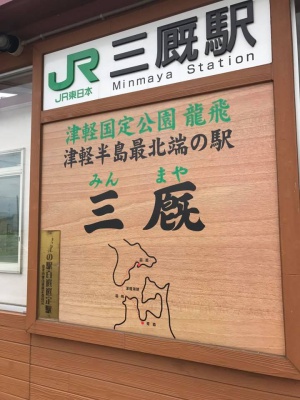 JR
JR東日本
三厩駅
Minmaya Station
津軽国定公園 龍飛
津軽半島最北端の駅
みん まや
三 厩